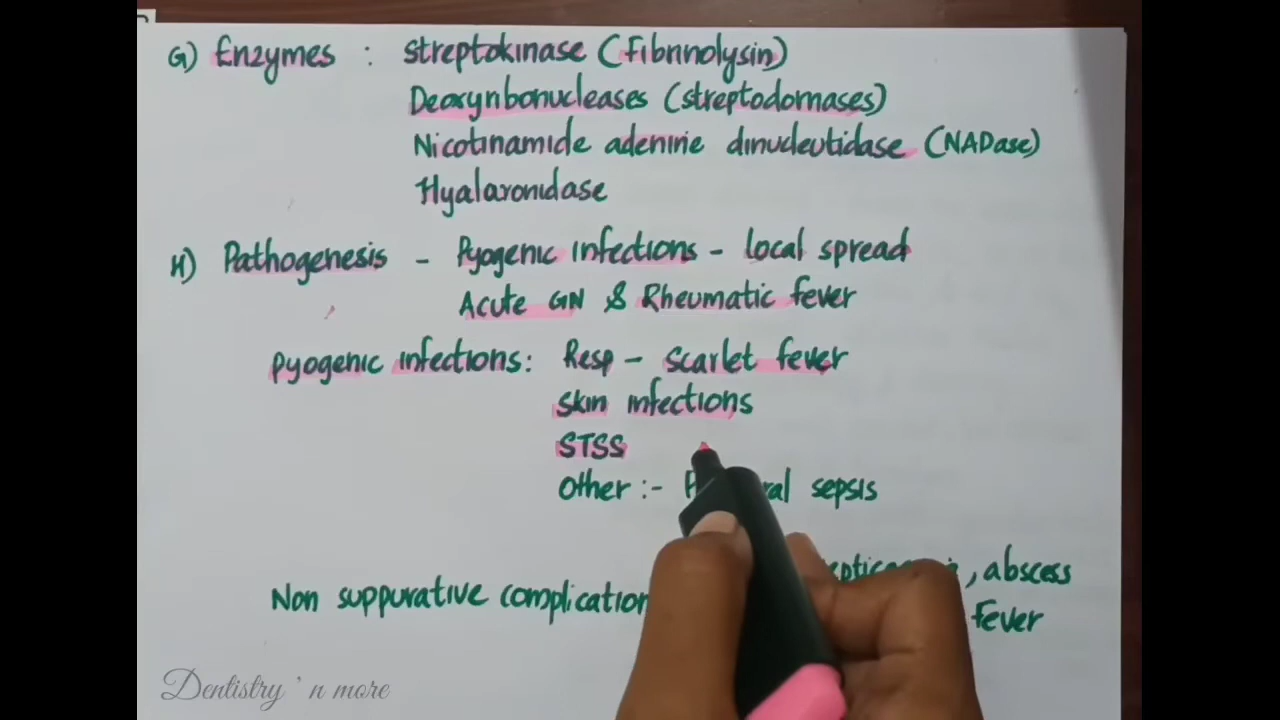 G) Enzymes : Streptokinase (Fibrinolysin)
Deoxyribonucleases (streptodornases)
Nicotinamide adenine dinucleutidase (NADase)
Hyalaronidase
H) Pathogenesis - Pyogenic infections - local spread
Acute GN & Rheumatic fever
Pyogenic infections: Resp - Scarlet fever
Skin infections
STSS
Other :- sepsis
, abscess
Non suppurative complication
fever
Dentistry ' n more